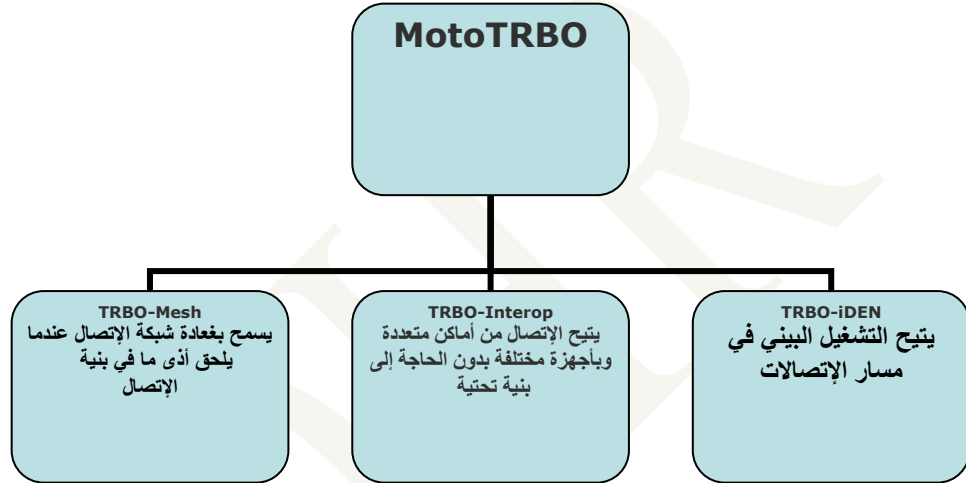 MotoTRBO
TRBO-Mesh
يسمح بغعادة شبكة الإتصال عندما
يلحق أذى ما في بنية
الإتصال
TRBO-Interop
يتيح الإتصال من أماكن متعددة
وبأجهزة مختلفة بدون الحاجة إلى
بنية تحتية
TRBO-iDEN
يتيح التشغيل البيني في
مسار الإتصالات